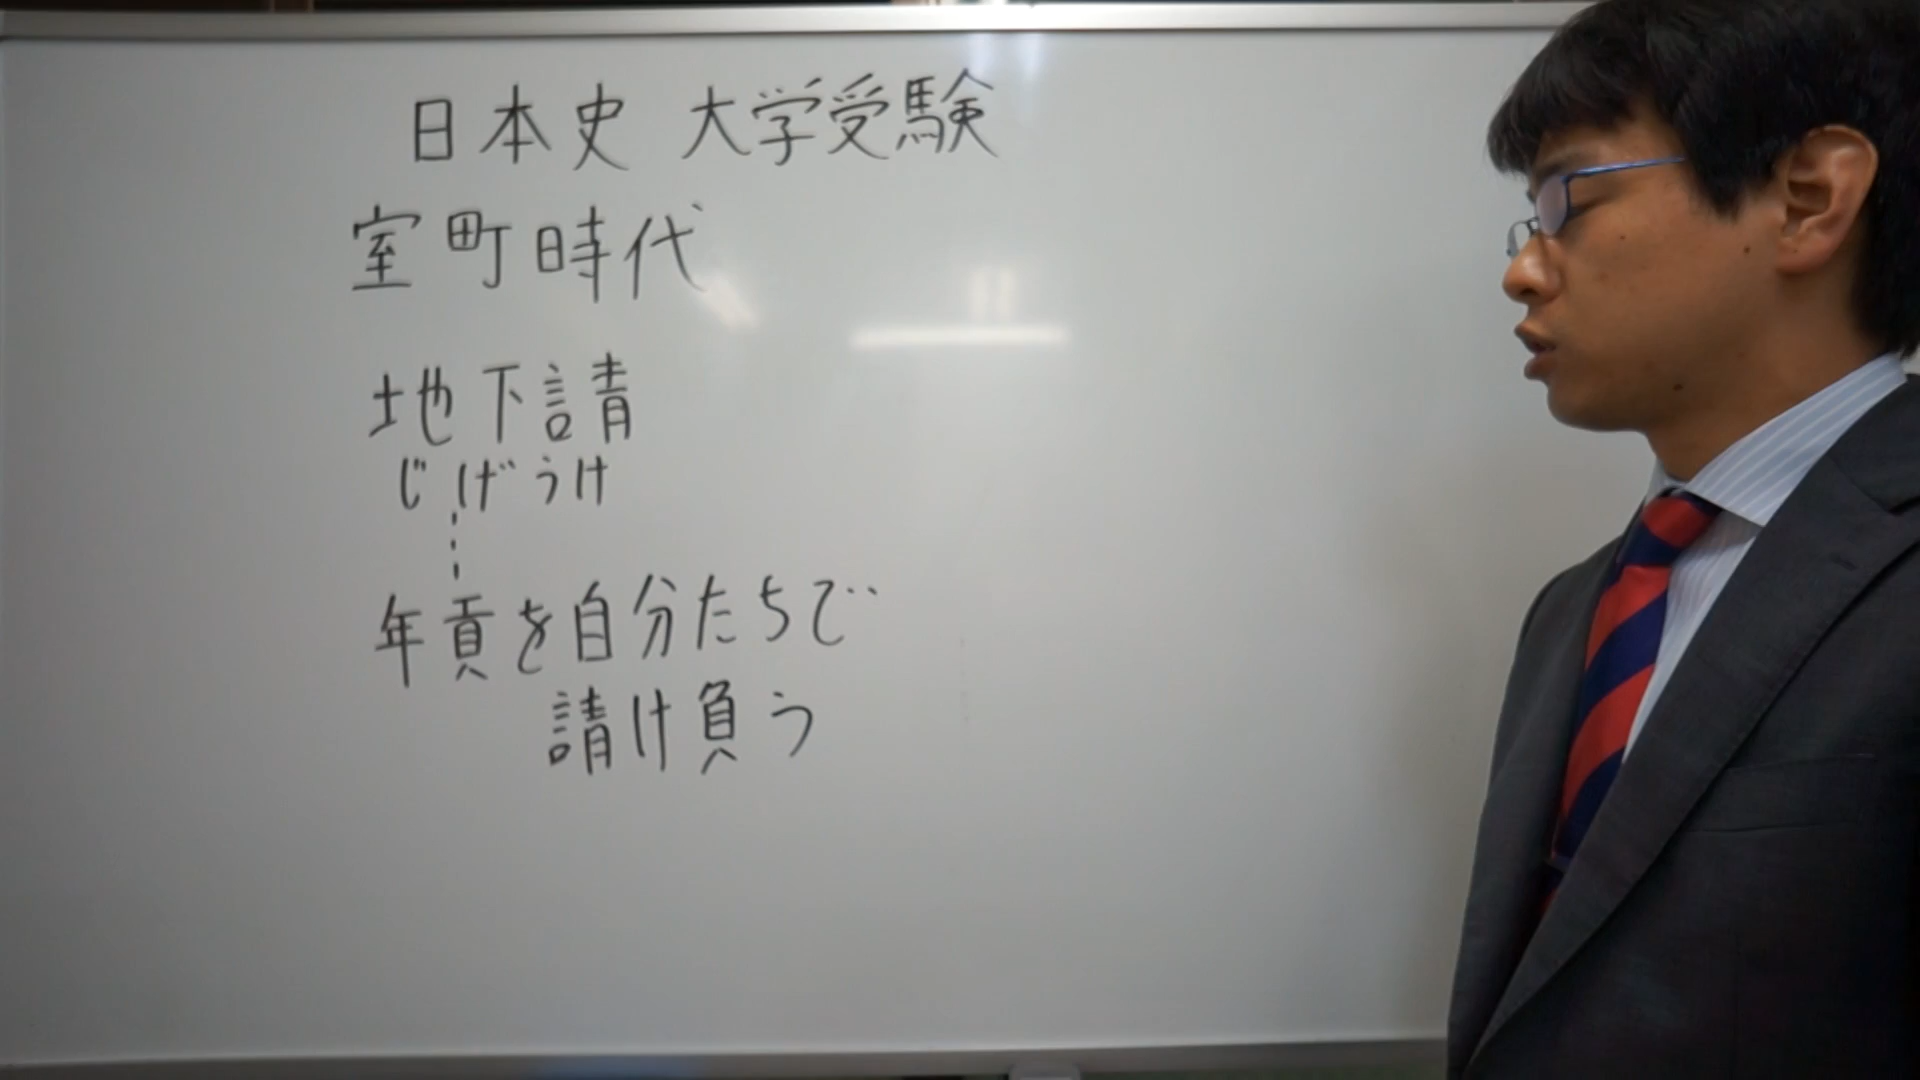 日本史 大学受験
室町時代
地下請
じげうけ
年貢を自分たちで
請け負う